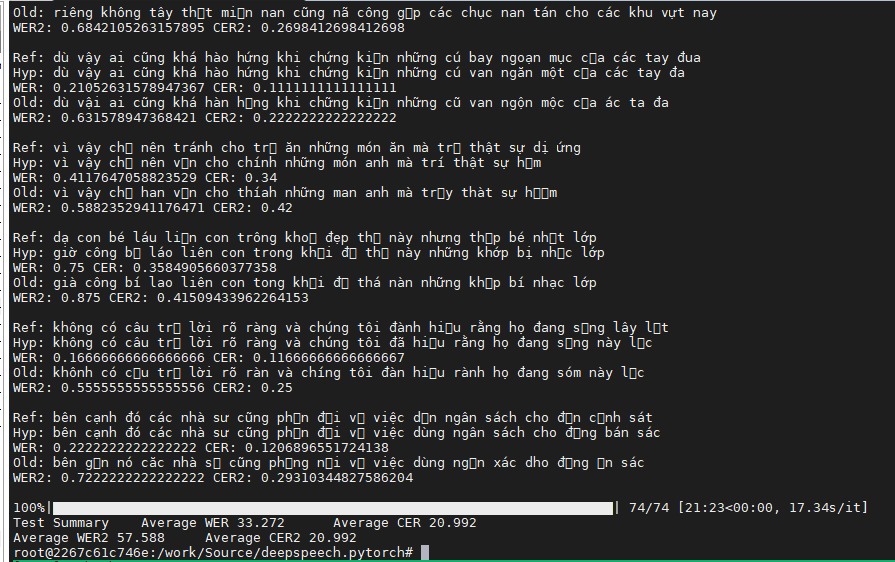 Old: riêng không tây th□t mi□n nan cũng nã công g□p các chục nan tán cho các khu v□t nay
WER2: 0.6842105263157895 CER2: 0.2698412698412698
Ref: dù vậy ai cũng khá hào hứng khi chứng ki□n những cú bay ngoạn mục c□a các tay đua
Hyp: dù vậy ai cũng khá hào hứng khi chứng ki□n những cú van ngăn một c□a các tay đa
WER: 0.21052631578947367 CER: 0.1111111111111111
Old: dù vậi ai cũng khá hàn h□ng khi chững ki□n những cũ van ngộn mộc c□a ác ta đa
WER2: 0.631578947368421 CER2: 0.2222222222222222
Ref: vì vậy ch□ nên tránh cho tr□ ăn những món ăn mà tr□ thật sự dị ứng
Hyp: vì vậy ch□ nên v□n cho chính những món anh mà trí thật sự h□m
WER: 0.4117647058823529 CER: 0.34
Old: vì vậy ch□ han v□n cho thíah những man anh mà tr□y thàt sự h□□m
WER2: 0.5882352941176471 CER2: 0.42
Ref: dạ con bé láu li□n con trông kho□ đẹp th□ này nhưng th□p bé nh□t lớp
Hyp: giờ công b□ láo liên con trong kh□i đ□ th□ này những khớp bị nh□c lớp
WER: 0.75 CER: 0.3584905660377358
Old: già công bí lao liên con tong kh□i đ□ thá nàn những kh□p bí nhạc lớp
WER2: 0.875 CER2: 0.41509433962264153
Ref: không có câu tr□ lời rõ ràng và chúng tôi đành hi□u rằng họ đang s□ng lây l□t
Hyp: không có câu tr□ lời rõ ràng và chúng tôi đã hi□u rằng họ đang s□ng này l□c
WER: 0.16666666666666666 CER: 0.11666666666666667
Old: khônh có c□u tr□ lời rõ ràn và chíng tôi đàn hi□u rành họ đang sóm này l□c
WER2: 0.5555555555555556 CER2: 0.25
Ref: bên cạnh đó các nhà sư cũng ph□n đ□i v□ việc d□n ngân sách cho đ□n c□nh sát
Hyp: bên cạnh đó các nhà sư cũng ph□n đ□i v□ việc dùng ngân sách cho đ□ng bán sác
WER: 0.2222222222222222 CER: 0.1206896551724138
Old: bên g□n nó căc nhà s□ cũng ph□ng n□i v□ việc dùng ng□n xác dho đ□ng □n sác
WER2: 0.7222222222222222 CER2: 0.29310344827586204
100%| | 74/74 [21:23<00:00, 17.34s/it]
Test Summary Average WER 33.272 Average CER 20.992
Average WER2 57.588 Average CER2 20.992
root@2267c61c746e:/work/Source/deepspeech.pytorch#